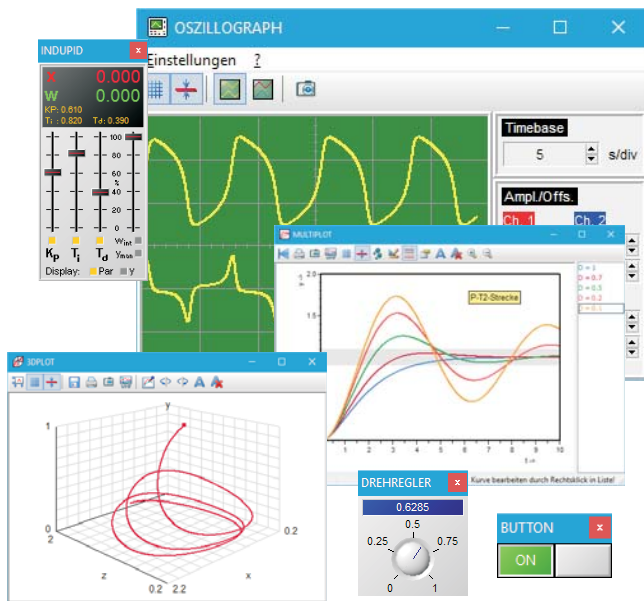 OSZILLOGRAPH
Einstellungen ?
Timebase
5 s/div
Ampl./Offs.
Ch. 1 Ch. 2
INDUPID
X 0.000
W 0.000
KP: 0.610
Ti : 0.820 Td: 0.390
100
80
60
%
40
20
0
Wint
Kp Ti Td yman
Display: Par y
MULTIPLOT
D = 1
D = 0.7
D = 0.5
D = 0.2
D = 0.1
2.0
P-T2-Strecke
1.5
1 2 3 4 5 6 7 8 9 10
Kurve bearbeiten durch Rechtsklick in Liste!
3DPLOT
y
1
0
2
z
0.2 2.2
x
0.2
DREHREGLER
0.6285
0.5
0.25 0.75
0 1
BUTTON
ON